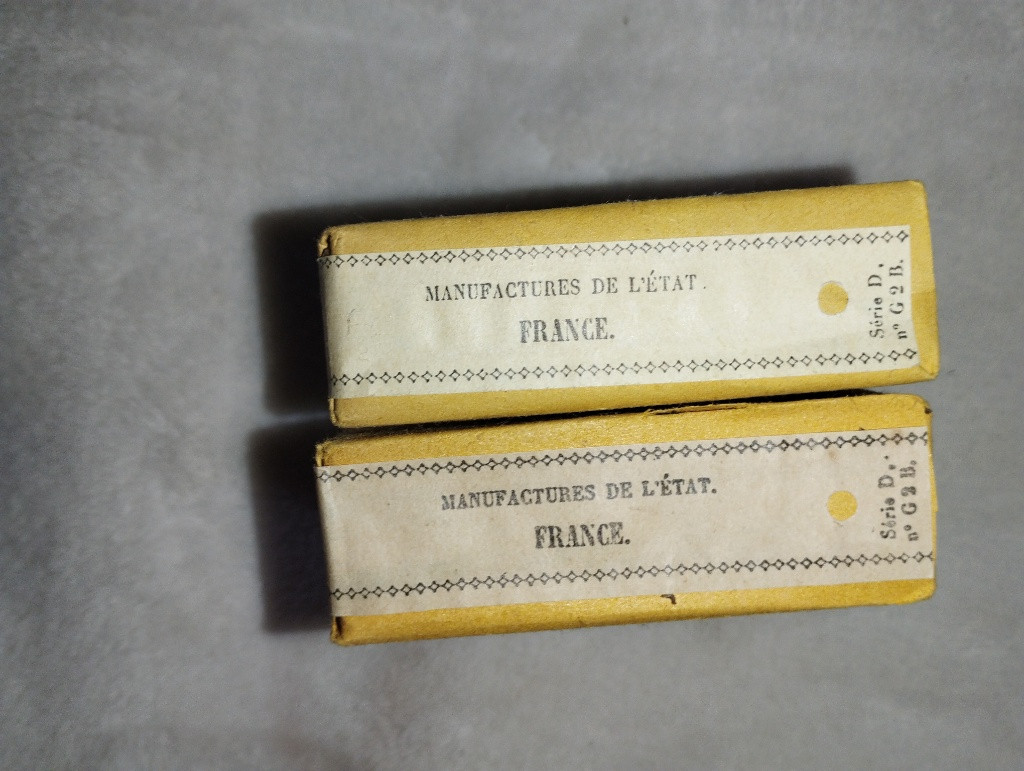 MANUFACTURES DE L'ÉTAT.
FRANCE.
Série D.
n° G 2 B.
MANUFACTURES DE L'ÉTAT.
FRANCE.
Série D.
n° G 2 B.